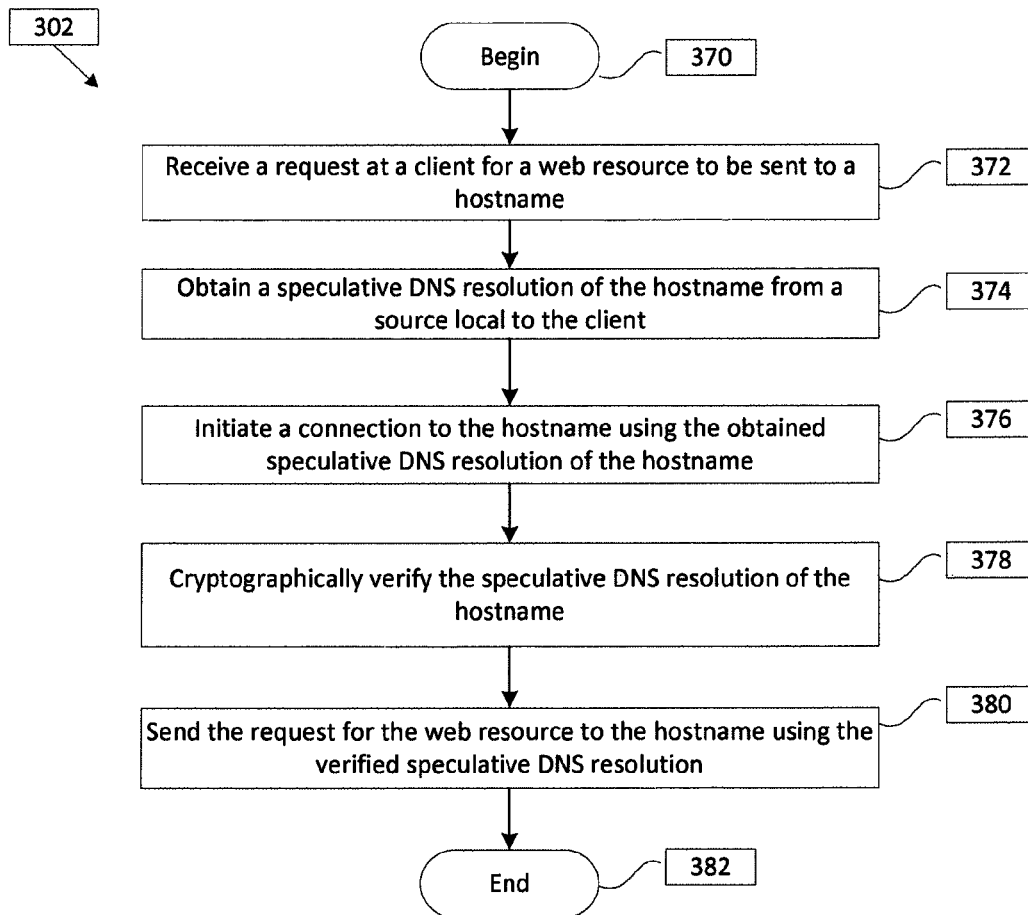 302
Begin
370
Receive a request at a client for a web resource to be sent to a
hostname
372
Obtain a speculative DNS resolution of the hostname from a
source local to the client
374
Initiate a connection to the hostname using the obtained
speculative DNS resolution of the hostname
376
Cryptographically verify the speculative DNS resolution of the
hostname
378
Send the request for the web resource to the hostname using the
verified speculative DNS resolution
380
End
382